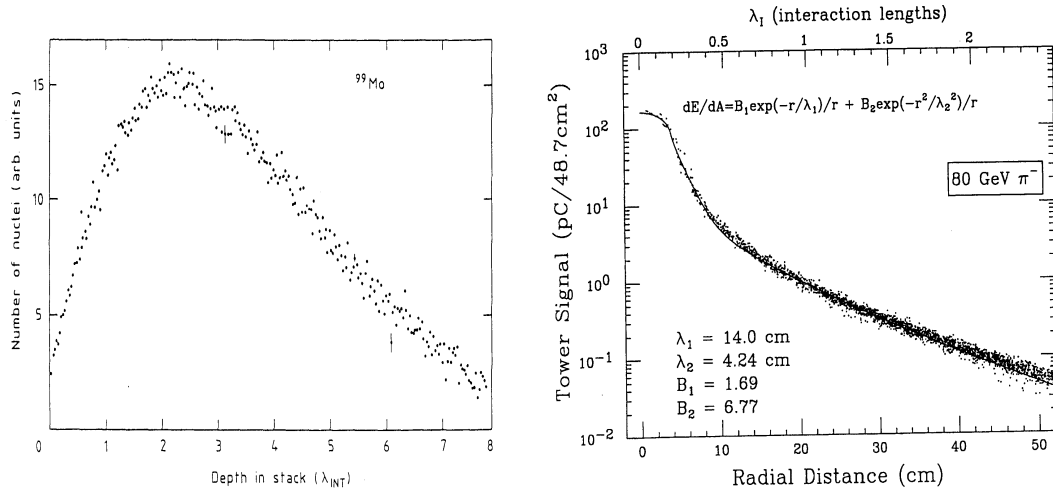 15
10
5
0
1
2
3
4
5
6
7
8
⁹⁹Mo
Number of nuclei (arb. units)
Depth in stack (λ_INT)
λ_I (interaction lengths)
0
0.5
1
1.5
2
10³
10²
10¹
10⁰
10⁻¹
10⁻²
Tower Signal (pC/48.7cm²)
dE/dA=B₁exp(-r/λ₁)/r + B₂exp(-r²/λ₂²)/r
80 GeV π⁻
λ₁ = 14.0 cm
λ₂ = 4.24 cm
B₁ = 1.69
B₂ = 6.77
0
10
20
30
40
50
Radial Distance (cm)